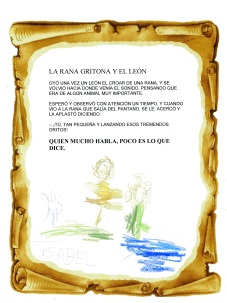 LA RANA GRITONA Y EL LEÓN
OYÓ UNA VEZ UN LEÓN EL CROAR DE UNA RANA, Y SE
VOLVIÓ HACIA DONDE VENÍA EL SONIDO, PENSANDO QUE
ERA DE ALGÚN ANIMAL MUY IMPORTANTE.
ESPERÓ Y OBSERVÓ CON ATENCIÓN UN TIEMPO, Y CUANDO
VIO A LA RANA QUE SALÍA DEL PANTANO, SE LE ACERCÓ Y
LA APLASTÓ DICIENDO:
-- ¡TÚ, TAN PEQUEÑA Y LANZANDO ESOS TREMENDOS
GRITOS!
QUIEN MUCHO HABLA, POCO ES LO QUE
DICE.
ISABEL